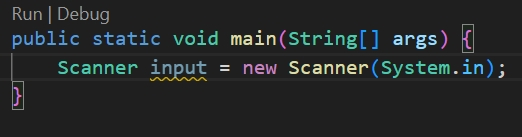 Run | Debug
public static void main(String[] args) {
    Scanner input = new Scanner(System.in);
}